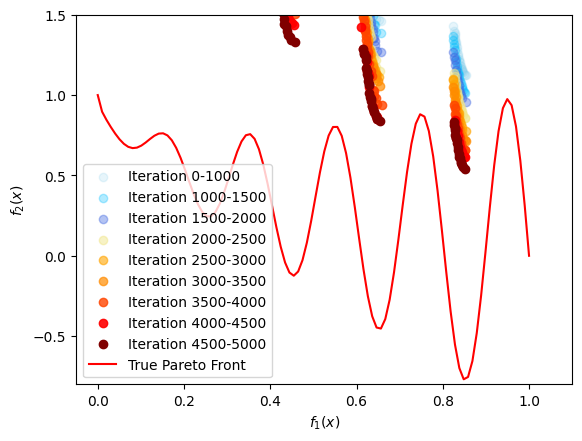 1.5
1.0
0.5
0.0
−0.5
f₂(x)
Iteration 0-1000
Iteration 1000-1500
Iteration 1500-2000
Iteration 2000-2500
Iteration 2500-3000
Iteration 3000-3500
Iteration 3500-4000
Iteration 4000-4500
Iteration 4500-5000
True Pareto Front
0.0 0.2 0.4 0.6 0.8 1.0
f₁(x)